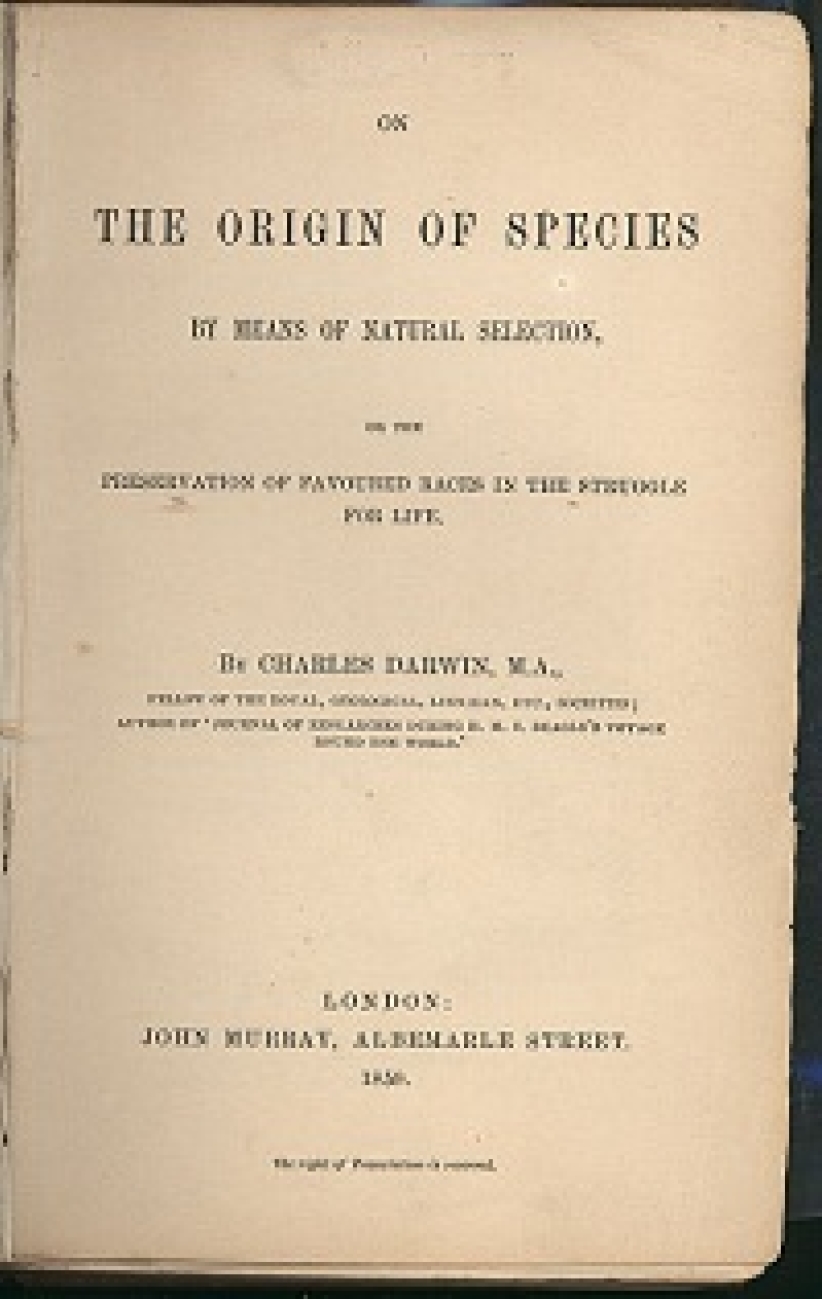 ON
THE ORIGIN OF SPECIES
BY MEANS OF NATURAL SELECTION,
OR THE
PRESERVATION OF FAVOURED RACES IN THE STRUGGLE
FOR LIFE.
By CHARLES DARWIN, M.A.,
FELLOW OF THE ROYAL, GEOLOGICAL, LINNÆAN, ETC., SOCIETIES;
AUTHOR OF 'JOURNAL OF RESEARCHES DURING H. M. S. BEAGLE'S VOYAGE
ROUND THE WORLD.'
LONDON:
JOHN MURRAY, ALBEMARLE STREET.
1859.
The right of Translation is reserved.